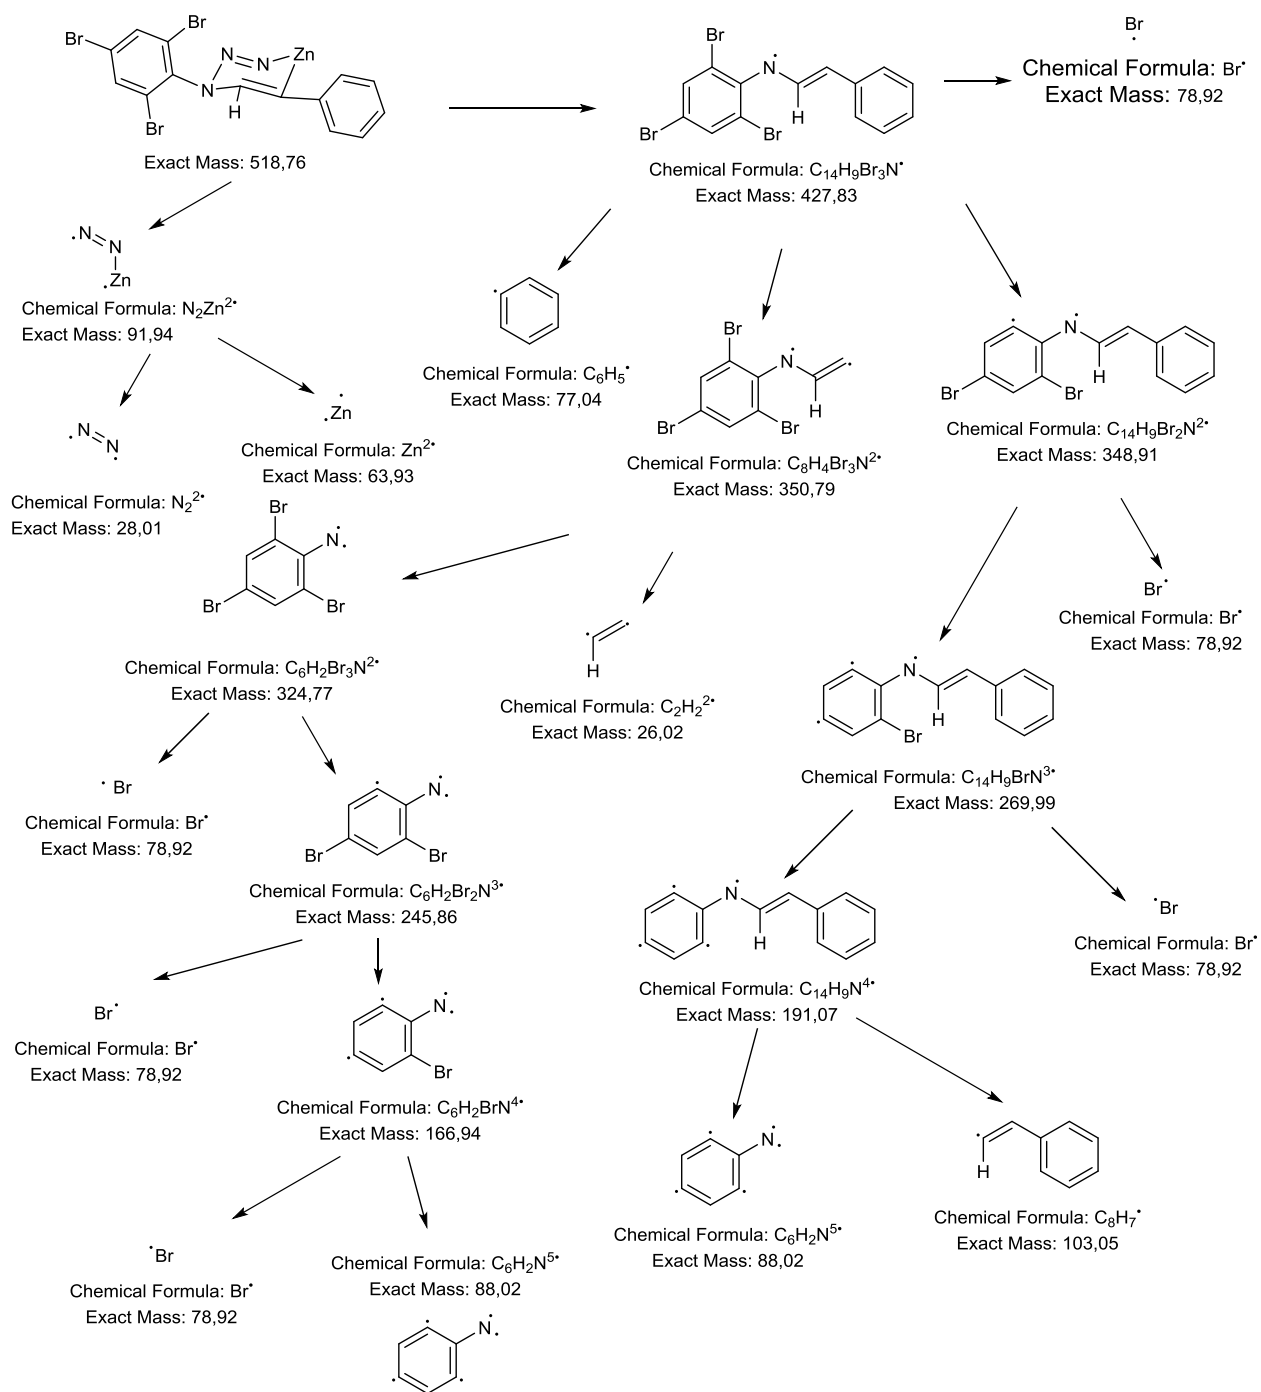 Br
Br
Br
N
N
N
Zn
H
Exact Mass: 518,76
Br
Br
Br
N•
H
Chemical Formula: C₁₄H₉Br₃N•
Exact Mass: 427,83
Br
•
Chemical Formula: Br•
Exact Mass: 78,92
•N
N
•Zn
Chemical Formula: N₂Zn²•
Exact Mass: 91,94
•N
N•
Chemical Formula: N₂²•
Exact Mass: 28,01
•Zn•
Chemical Formula: Zn²•
Exact Mass: 63,93
•
Chemical Formula: C₆H₅•
Exact Mass: 77,04
Br
N•
•
H
Br
Br
Chemical Formula: C₈H₄Br₃N²•
Exact Mass: 350,79
•
N•
H
Br
Br
Chemical Formula: C₁₄H₉Br₂N²•
Exact Mass: 348,91
Br
N••
Br
Br
Chemical Formula: C₆H₂Br₃N²•
Exact Mass: 324,77
•
•
H
Chemical Formula: C₂H₂²•
Exact Mass: 26,02
Br•
Chemical Formula: Br•
Exact Mass: 78,92
•
•
N•
H
Br
Chemical Formula: C₁₄H₉BrN³•
Exact Mass: 269,99
•Br
Chemical Formula: Br•
Exact Mass: 78,92
•
N••
Br
Br
Chemical Formula: C₆H₂Br₂N³•
Exact Mass: 245,86
•
•
•
N•
H
Chemical Formula: C₁₄H₉N⁴•
Exact Mass: 191,07
•Br
Chemical Formula: Br•
Exact Mass: 78,92
Br•
Chemical Formula: Br•
Exact Mass: 78,92
•
•
N••
Br
Chemical Formula: C₆H₂BrN⁴•
Exact Mass: 166,94
•
•
•
N••
Chemical Formula: C₆H₂N⁵•
Exact Mass: 88,02
•
H
Chemical Formula: C₈H₇•
Exact Mass: 103,05
•Br
Chemical Formula: Br•
Exact Mass: 78,92
Chemical Formula: C₆H₂N⁵•
Exact Mass: 88,02
•
•
•
N••